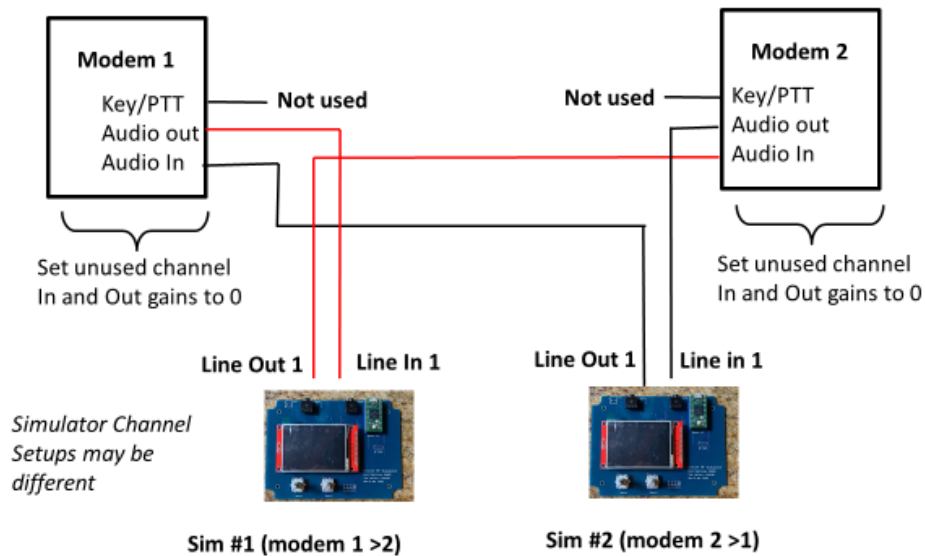 Modem 1
Key/PTT
Audio out
Audio In
Not used
Set unused channel
In and Out gains to 0
Modem 2
Not used
Key/PTT
Audio out
Audio In
Set unused channel
In and Out gains to 0
Line Out 1
Line In 1
Line Out 1
Line in 1
Simulator Channel
Setups may be
different
Sim #1 (modem 1 >2)
Sim #2 (modem 2 >1)